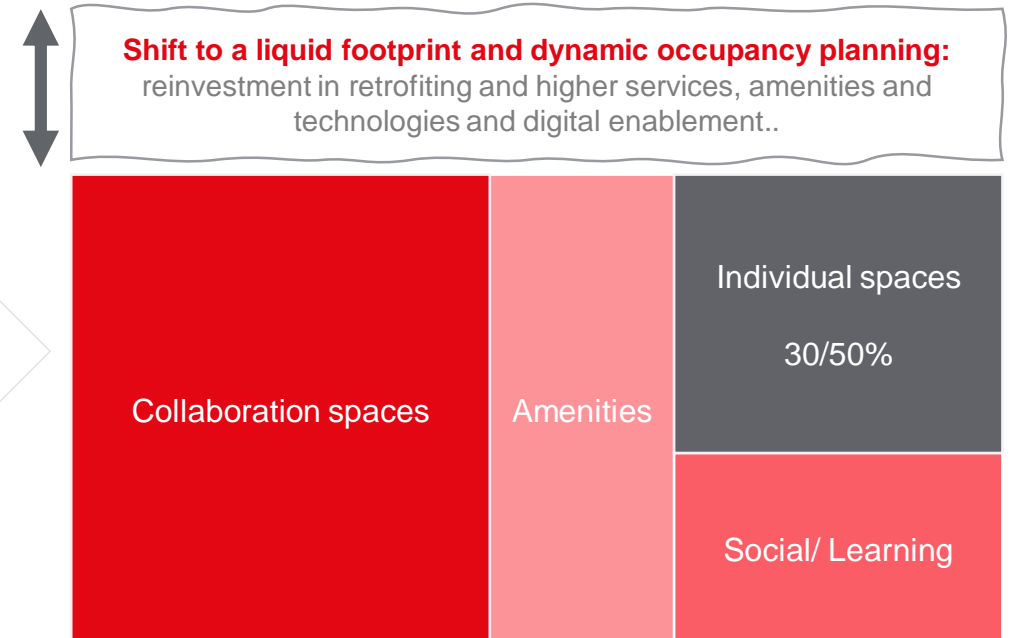 Shift to a liquid footprint and dynamic occupancy planning:
reinvestment in retrofiting and higher services, amenities and
technologies and digital enablement..
Collaboration spaces
Amenities
Individual spaces
30/50%
Social/ Learning